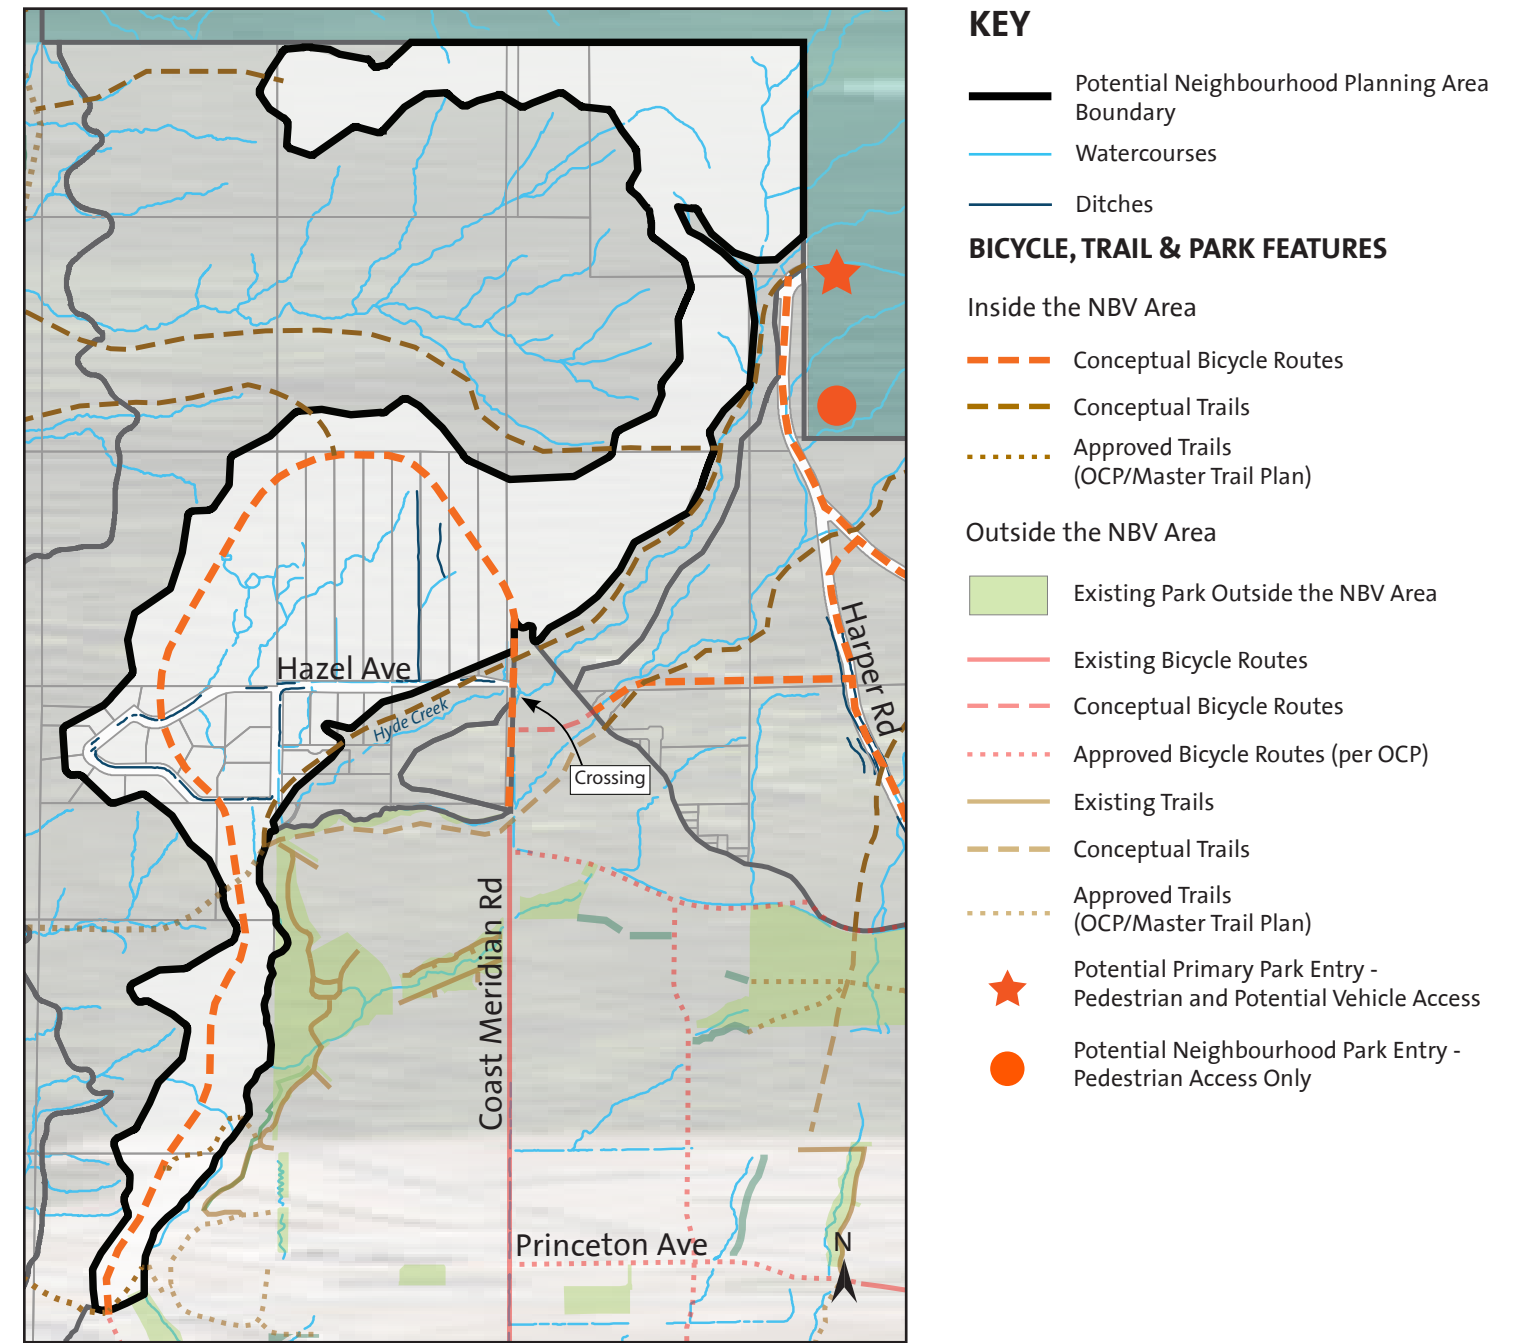 Hazel Ave
Hyde Creek
Crossing
Harper Rd
Coast Meridian Rd
Princeton Ave
N
KEY
Potential Neighbourhood Planning Area
Boundary
Watercourses
Ditches
BICYCLE, TRAIL & PARK FEATURES
Inside the NBV Area
Conceptual Bicycle Routes
Conceptual Trails
Approved Trails
(OCP/Master Trail Plan)
Outside the NBV Area
Existing Park Outside the NBV Area
Existing Bicycle Routes
Conceptual Bicycle Routes
Approved Bicycle Routes (per OCP)
Existing Trails
Conceptual Trails
Approved Trails
(OCP/Master Trail Plan)
Potential Primary Park Entry -
Pedestrian and Potential Vehicle Access
Potential Neighbourhood Park Entry -
Pedestrian Access Only